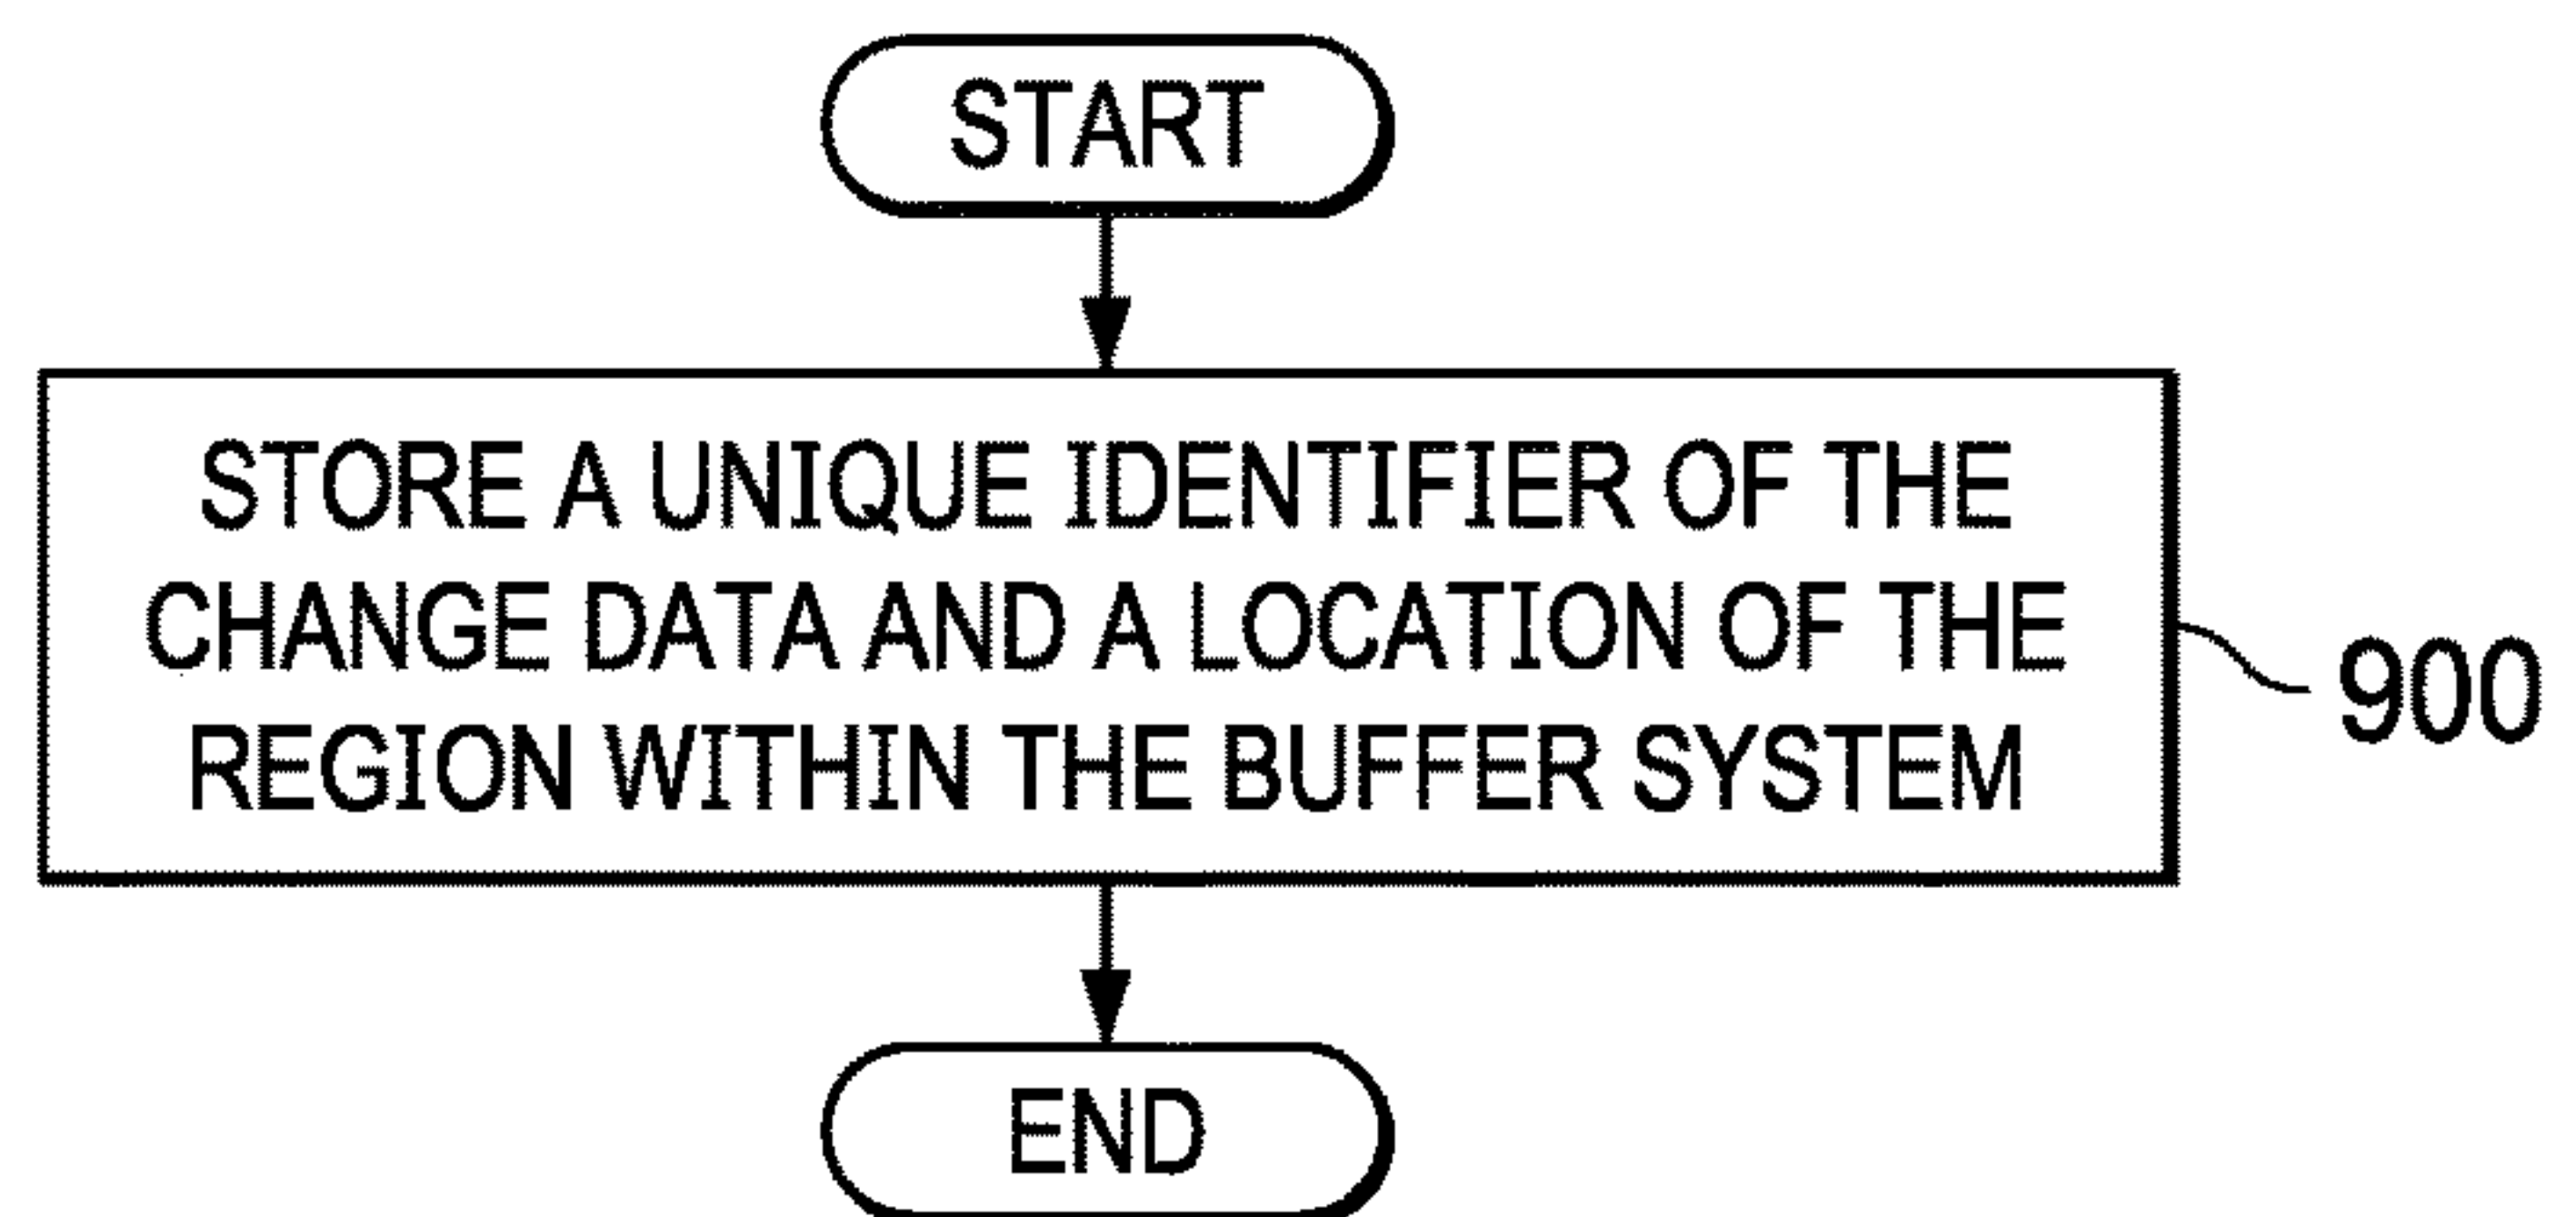 START
STORE A UNIQUE IDENTIFIER OF THE
CHANGE DATA AND A LOCATION OF THE
REGION WITHIN THE BUFFER SYSTEM
900
END